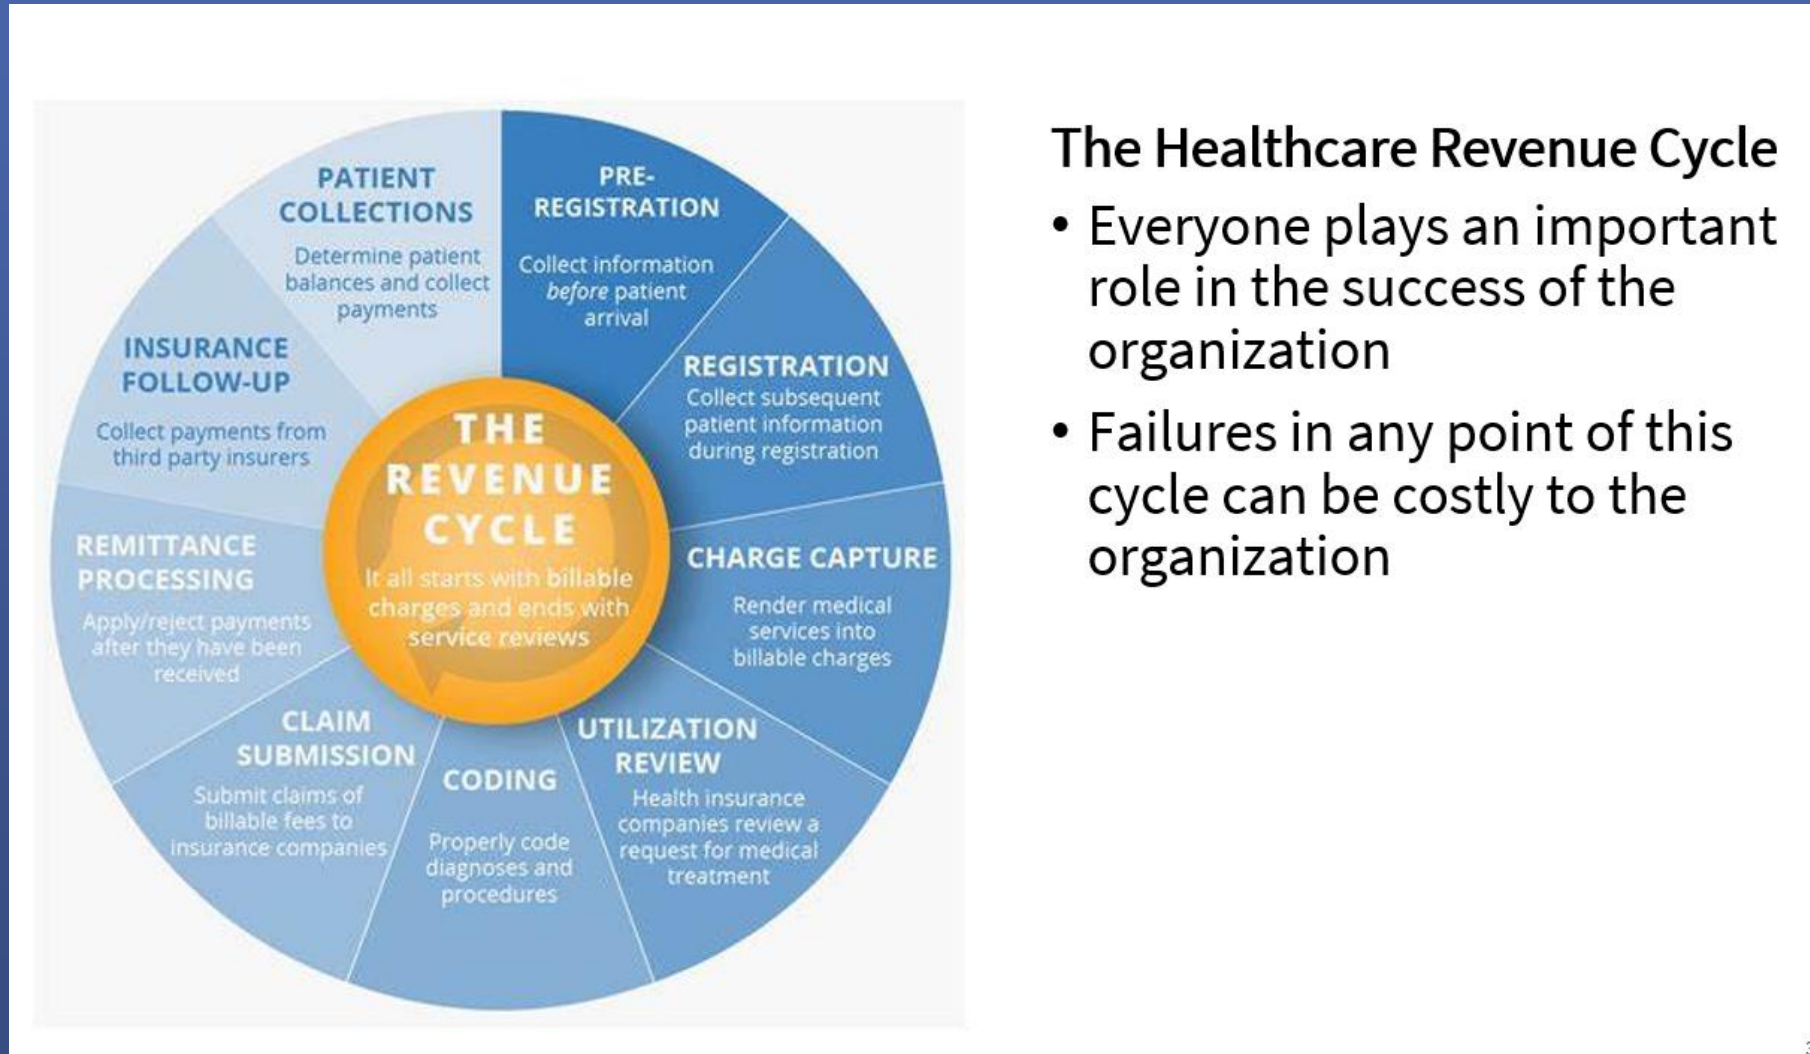 PATIENT
COLLECTIONS
Determine patient
balances and collect
payments
PRE-
REGISTRATION
Collect information
before patient
arrival
REGISTRATION
Collect subsequent
patient information
during registration
CHARGE CAPTURE
Render medical
services into
billable charges
UTILIZATION
REVIEW
Health insurance
companies review a
request for medical
treatment
CODING
Properly code
diagnoses and
procedures
CLAIM
SUBMISSION
Submit claims of
billable fees to
insurance companies
REMITTANCE
PROCESSING
Apply/reject payments
after they have been
received
INSURANCE
FOLLOW-UP
Collect payments from
third party insurers
THE
REVENUE
CYCLE
It all starts with billable
charges and ends with
service reviews
The Healthcare Revenue Cycle
• Everyone plays an important
role in the success of the
organization
• Failures in any point of this
cycle can be costly to the
organization